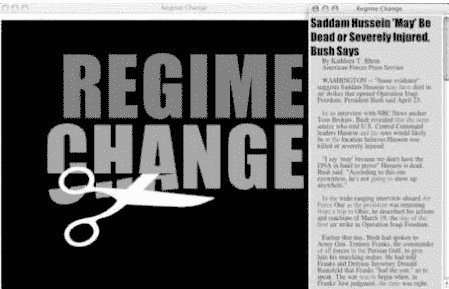 Regime Change
REGIME
CHANGE
Regime Change
Saddam Hussein 'May' Be
Dead or Severely Injured,
Bush Says
By Kathleen T. Rhem
American Forces Press Service
WASHINGTON -- "Some evidence"
suggests Saddam Hussein may have died in
air strikes that opened Operation Iraqi
Freedom, President Bush said April 23.
In an interview with NBC News anchor
Tom Brokaw, Bush revealed that the same
source who told U.S. Central Command
leaders Hussein and his sons would likely
be at the location believes Hussein was
killed or severely injured.
I say 'may' because we don't have the
DNA in hand to prove" Hussein is dead,
Bush said. "According to this one
eyewitness, he's not going to show up
anywhere."
In the wide ranging interview aboard Air
Force One as the president was returning
from a trip to Ohio, he described his actions
and reactions of March 19, the day of the
first air strike in Operation Iraqi Freedom.
Earlier that day, Bush had spoken to
Army Gen. Tommy Franks, the commander
of all forces in the Persian Gulf, to give
him his marching orders. He had told
Franks and Defense Secretary Donald
Rumsfeld that Franks "had the
speak. The war was to begin when, in
Franks' best judgment, the time was right.